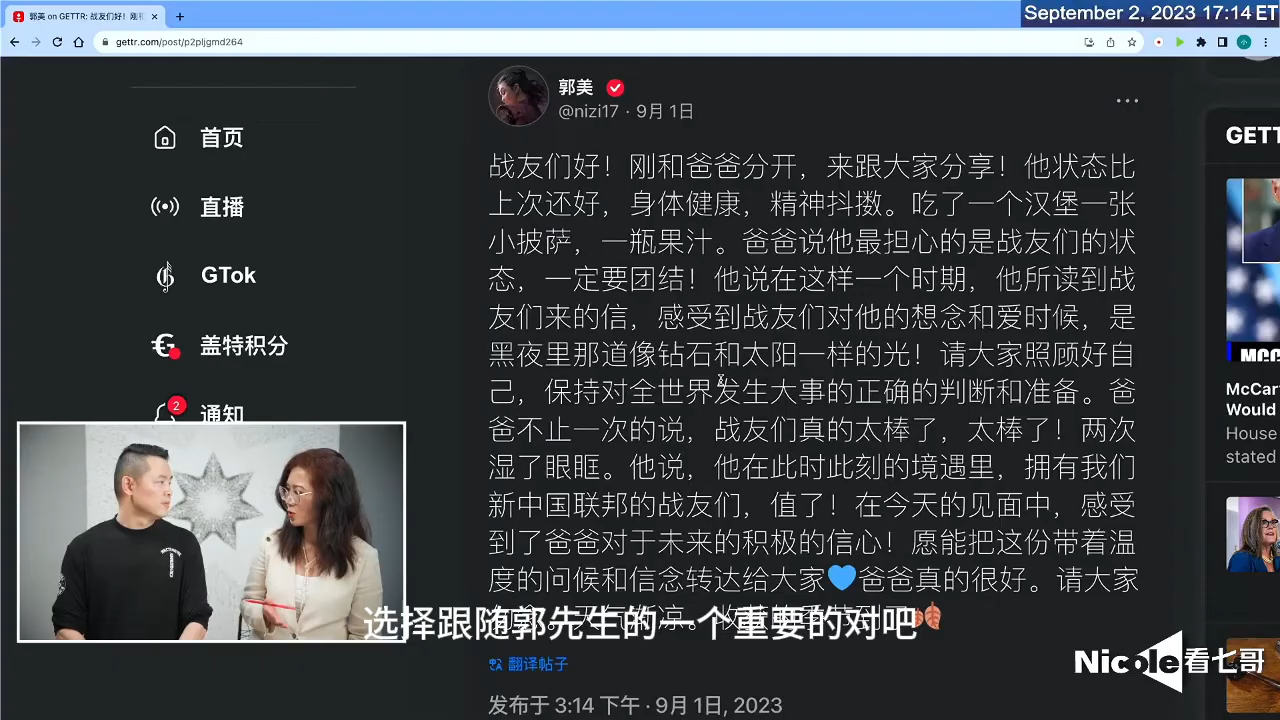 郭美 on GETTR: 战友们好！刚和
September 2, 2023 17:14 ET
gettr.com/post/p2pljgmd264
首页
直播
GTok
盖特积分
2
通知
郭美
@nizi17 · 9月 1日
战友们好！刚和爸爸分开，来跟大家分享！他状态比
上次还好，身体健康，精神抖擞。吃了一个汉堡一张
小披萨，一瓶果汁。爸爸说他最担心的是战友们的状
态，一定要团结！他说在这样一个时期，他所读到战
友们来的信，感受到战友们对他的想念和爱时候，是
黑夜里那道像钻石和太阳一样的光！请大家照顾好自
己，保持对全世界发生大事的正确的判断和准备。爸
爸不止一次的说，战友们真的太棒了，太棒了！两次
湿了眼眶。他说，他在此时此刻的境遇里，拥有我们
新中国联邦的战友们，值了！在今天的见面中，感受
到了爸爸对于未来的积极的信心！愿能把这份带着温
度的问候和信念转达给大家💙爸爸真的很好。请大家
选择跟随郭先生的一个重要的对吧
翻译帖子
发布于 3:14 下午 · 9月 1日, 2023
GETT
McCar
Would
House
stated
Nicole看七哥